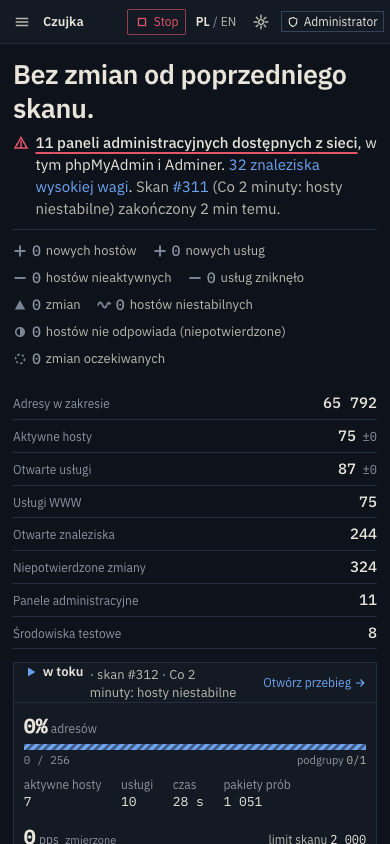 Czujka
Stop
PL / EN
Administrator
Bez zmian od poprzedniego
skanu.
11 paneli administracyjnych dostępnych z sieci, w
tym phpMyAdmin i Adminer. 32 znaleziska
wysokiej wagi. Skan #311 (Co 2 minuty: hosty
niestabilne) zakończony 2 min temu.
0 nowych hostów
0 nowych usług
0 hostów nieaktywnych
0 usług zniknęło
0 zmian
0 hostów niestabilnych
0 hostów nie odpowiada (niepotwierdzone)
0 zmian oczekiwanych
Adresy w zakresie 65 792
Aktywne hosty 75 ±0
Otwarte usługi 87 ±0
Usługi WWW 75
Otwarte znaleziska 244
Niepotwierdzone zmiany 324
Panele administracyjne 11
Środowiska testowe 8
w toku · skan #312 · Co 2
minuty: hosty niestabilne
Otwórz przebieg →
0% adresów
0 / 256 podgrupy 0/1
aktywne hosty usługi czas pakiety prób
7 10 28 s 1 051
0 pps zmierzone limit skanu 2 000